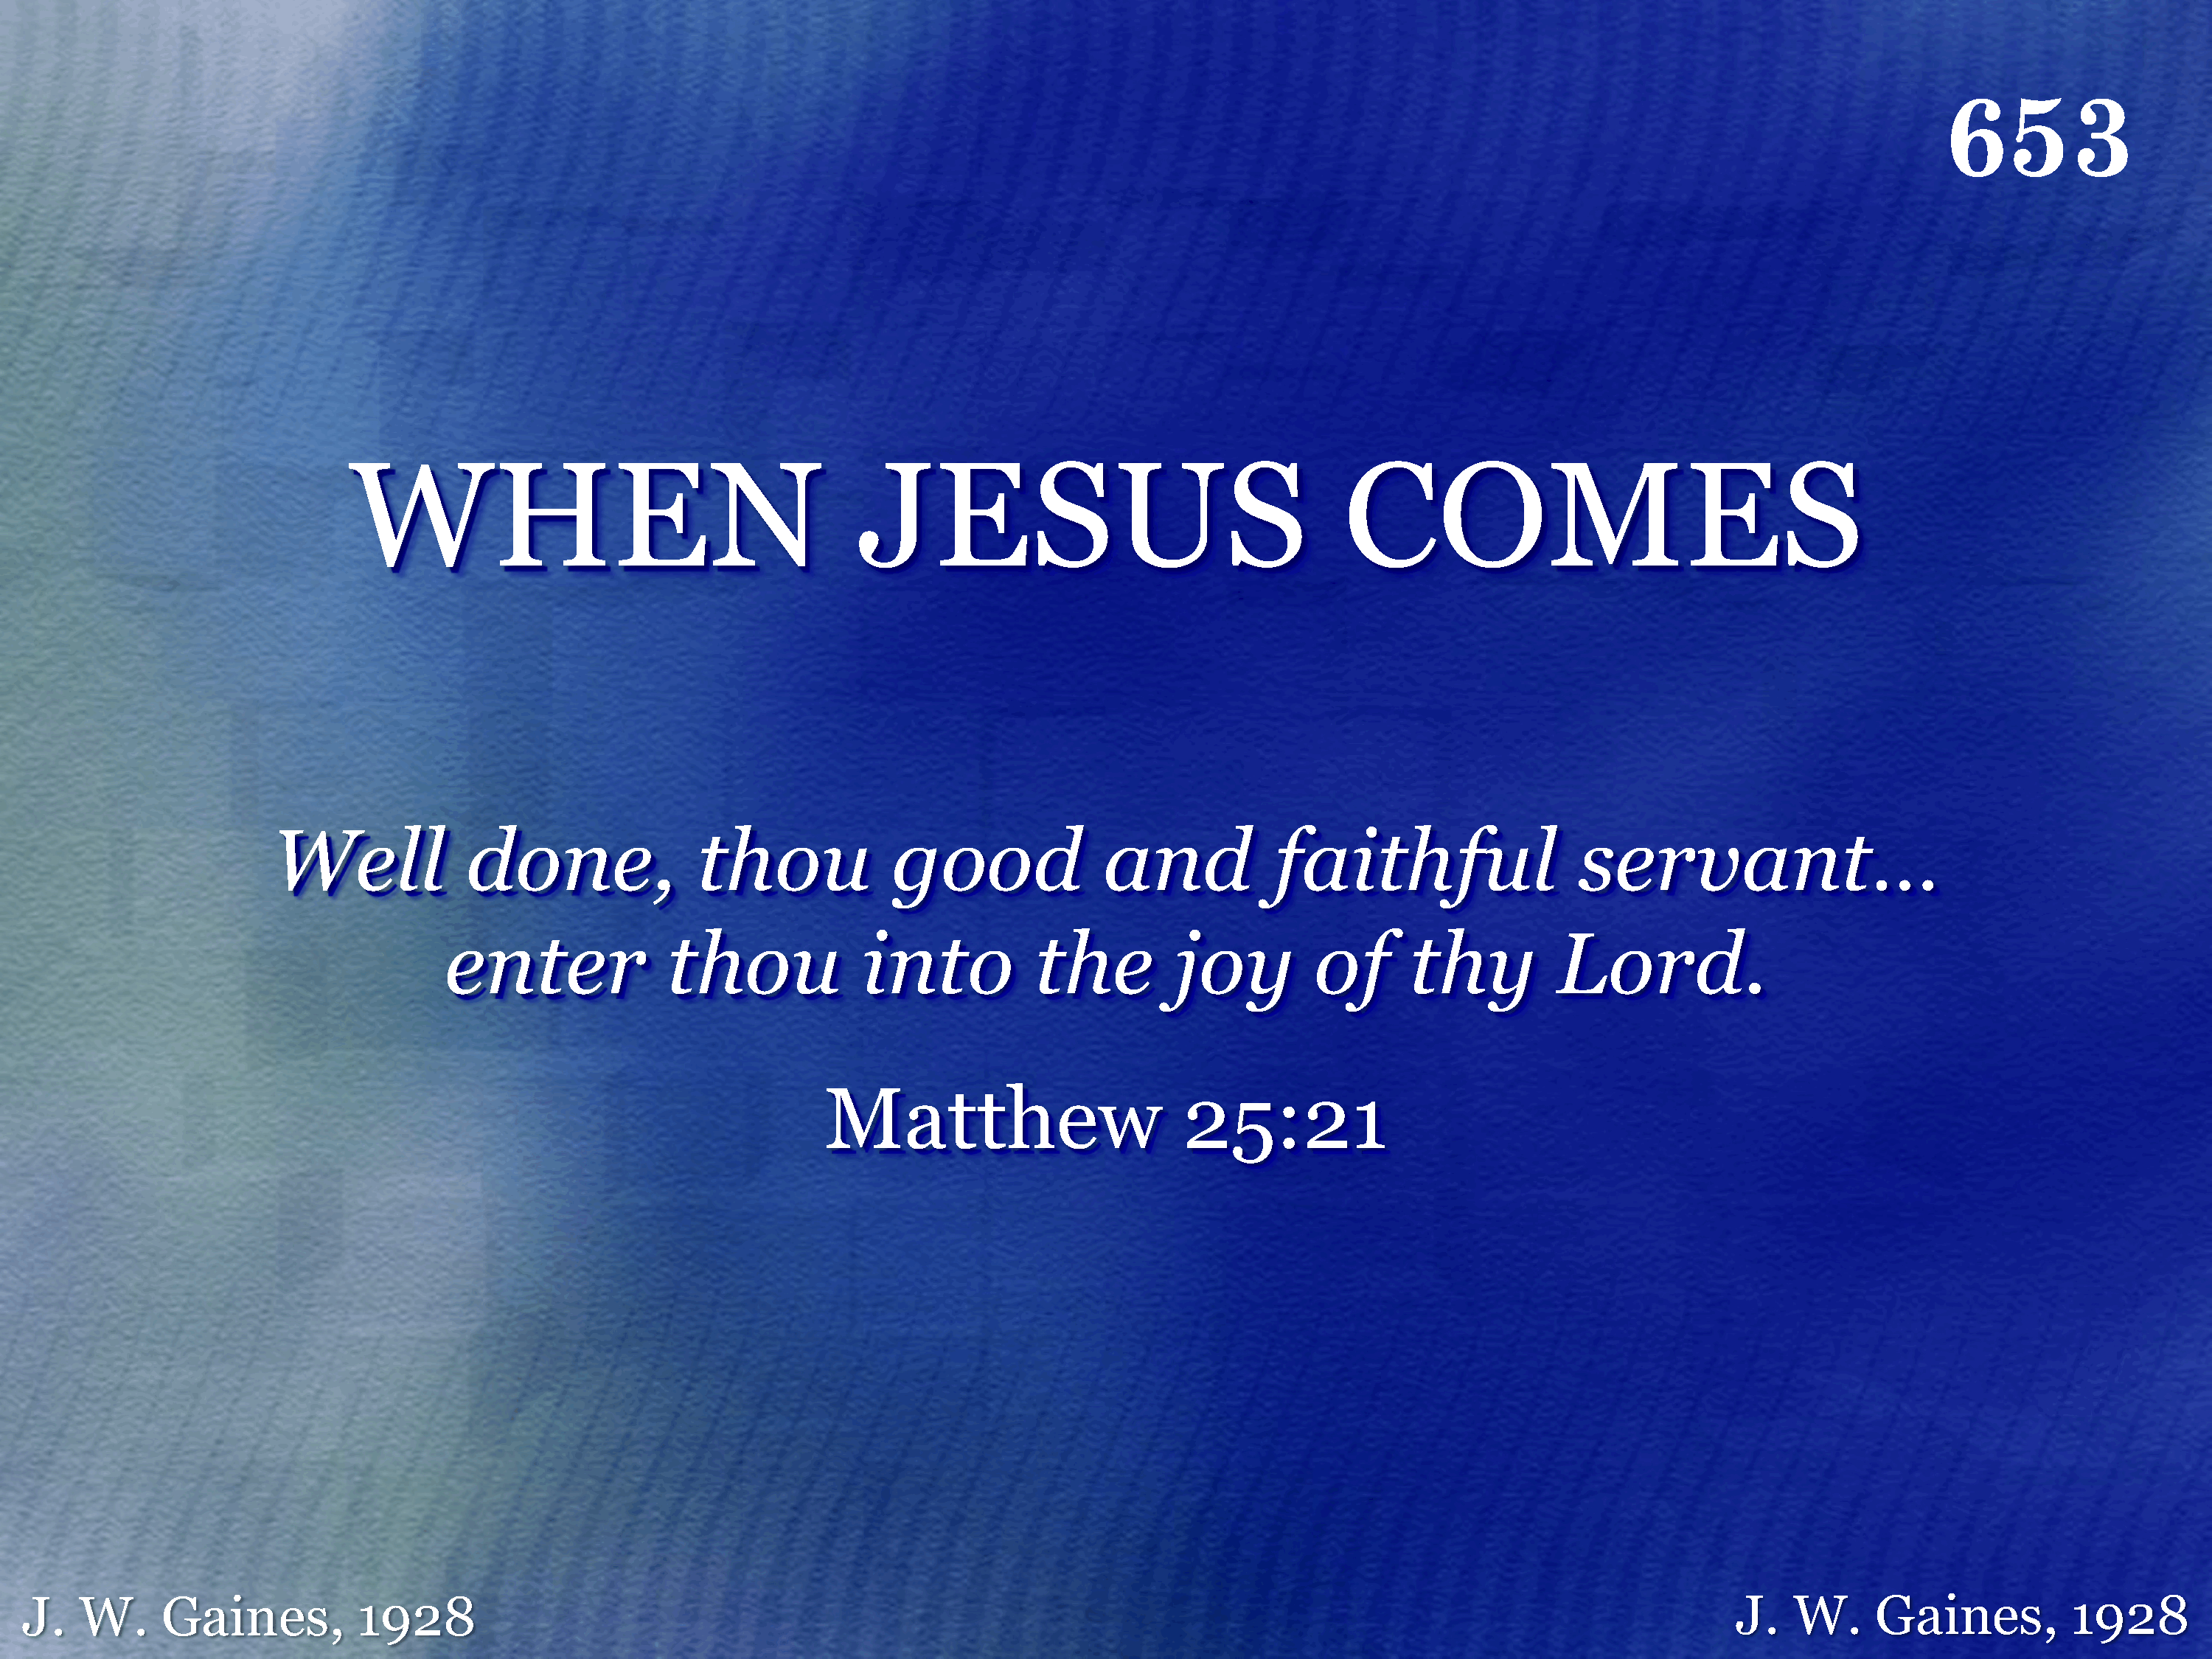 653
WHEN JESUS COMES
Well done, thou good and faithful servant...
enter thou into the joy of thy Lord.
Matthew 25:21
J. W. Gaines, 1928
J. W. Gaines, 1928